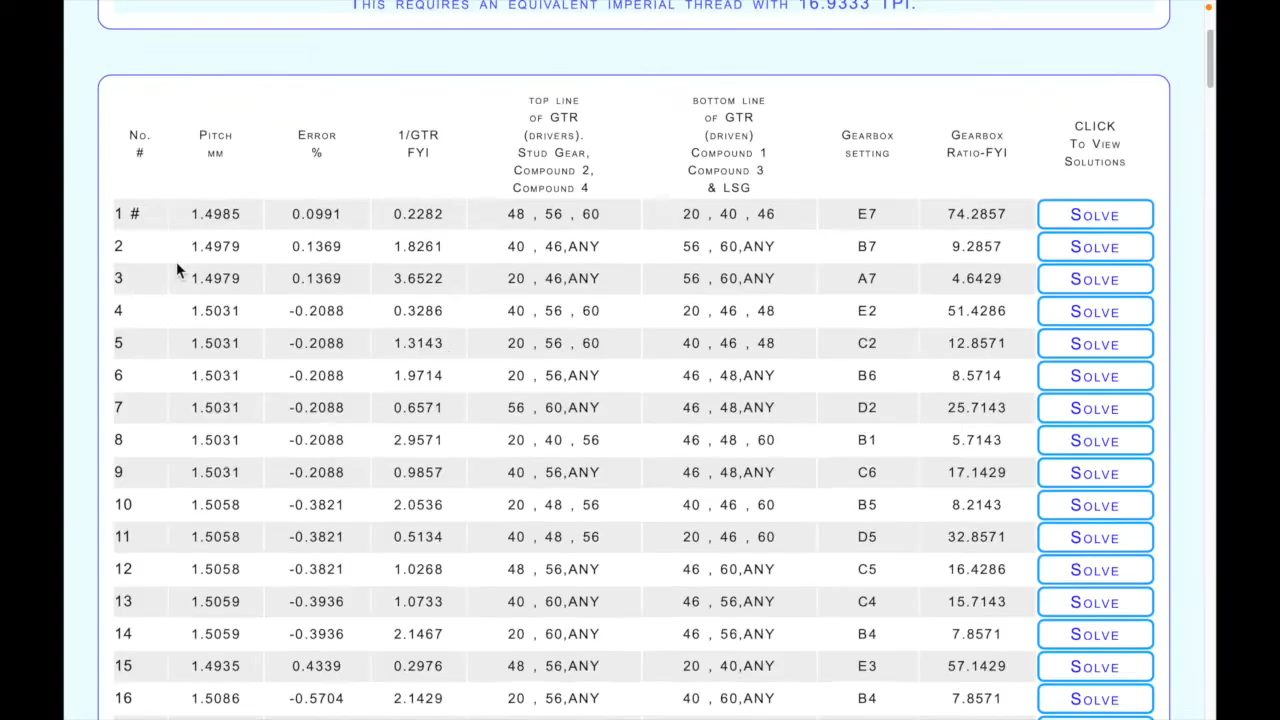 THIS REQUIRES AN EQUIVALENT IMPERIAL THREAD WITH 16.9333 TPI.
No. # Pitch mm Error % 1/GTR FYI top line of GTR (drivers). Stud Gear, Compound 2, Compound 4 bottom line of GTR (driven) Compound 1 Compound 3 & LSG Gearbox setting Gearbox Ratio-FYI CLICK To View Solutions
1 # 1.4985 0.0991 0.2282 48 , 56 , 60 20 , 40 , 46 E7 74.2857 Solve
2 1.4979 0.1369 1.8261 40 , 46,ANY 56 , 60,ANY B7 9.2857 Solve
3 1.4979 0.1369 3.6522 20 , 46,ANY 56 , 60,ANY A7 4.6429 Solve
4 1.5031 -0.2088 0.3286 40 , 56 , 60 20 , 46 , 48 E2 51.4286 Solve
5 1.5031 -0.2088 1.3143 20 , 56 , 60 40 , 46 , 48 C2 12.8571 Solve
6 1.5031 -0.2088 1.9714 20 , 56,ANY 46 , 48,ANY B6 8.5714 Solve
7 1.5031 -0.2088 0.6571 56 , 60,ANY 46 , 48,ANY D2 25.7143 Solve
8 1.5031 -0.2088 2.9571 20 , 40 , 56 46 , 48 , 60 B1 5.7143 Solve
9 1.5031 -0.2088 0.9857 40 , 56,ANY 46 , 48,ANY C6 17.1429 Solve
10 1.5058 -0.3821 2.0536 20 , 48 , 56 40 , 46 , 60 B5 8.2143 Solve
11 1.5058 -0.3821 0.5134 40 , 48 , 56 20 , 46 , 60 D5 32.8571 Solve
12 1.5058 -0.3821 1.0268 48 , 56,ANY 46 , 60,ANY C5 16.4286 Solve
13 1.5059 -0.3936 1.0733 40 , 60,ANY 46 , 56,ANY C4 15.7143 Solve
14 1.5059 -0.3936 2.1467 20 , 60,ANY 46 , 56,ANY B4 7.8571 Solve
15 1.4935 0.4339 0.2976 48 , 56,ANY 20 , 40,ANY E3 57.1429 Solve
16 1.5086 -0.5704 2.1429 20 , 56,ANY 40 , 60,ANY B4 7.8571 Solve